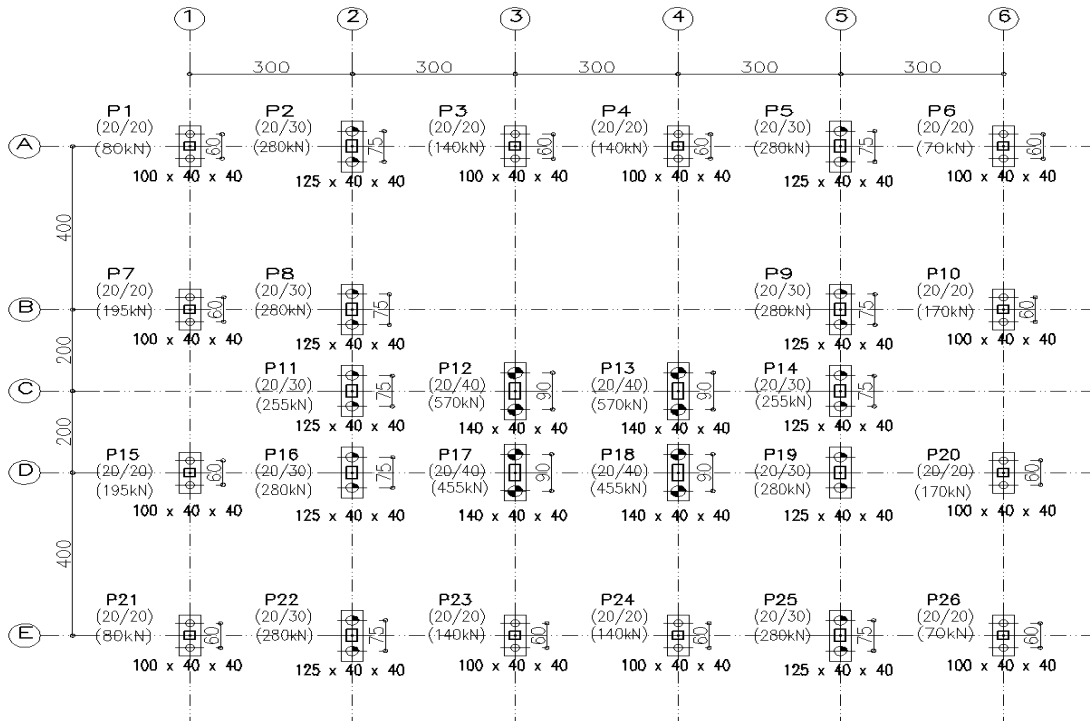 1 2 3 4 5 6
300 300 300 300 300
P1 P2 P3 P4 P5 P6
(20/20) (20/30) (20/20) (20/20) (20/30) (20/20)
A (80kN) 60 (280kN) 75 (140kN) 60 (140kN) 60 (280kN) 75 (70kN) 60
100 x 40 x 40 125 x 40 x 40 100 x 40 x 40 100 x 40 x 40 125 x 40 x 40 100 x 40 x 40
400
P7 P8 P9 P10
(20/20) (20/30) (20/30) (20/20)
B (195kN) 60 (280kN) 75 (280kN) 75 (170kN) 60
100 x 40 x 40 125 x 40 x 40 125 x 40 x 40 100 x 40 x 40
200
P11 P12 P13 P14
(20/30) (20/40) (20/40) (20/30)
C (255kN) 75 (570kN) 90 (570kN) 90 (255kN) 75
125 x 40 x 40 140 x 40 x 40 140 x 40 x 40 125 x 40 x 40
200
P15 P16 P17 P18 P19 P20
(20/20) (20/30) (20/40) (20/40) (20/30) (20/20)
D (195kN) 60 (280kN) 75 (455kN) 90 (455kN) 90 (280kN) 75 (170kN) 60
100 x 40 x 40 125 x 40 x 40 140 x 40 x 40 140 x 40 x 40 125 x 40 x 40 100 x 40 x 40
400
P21 P22 P23 P24 P25 P26
(20/20) (20/30) (20/20) (20/20) (20/30) (20/20)
E (80kN) 60 (280kN) 75 (140kN) 60 (140kN) 60 (280kN) 75 (70kN) 60
100 x 40 x 40 125 x 40 x 40 100 x 40 x 40 100 x 40 x 40 125 x 40 x 40 100 x 40 x 40